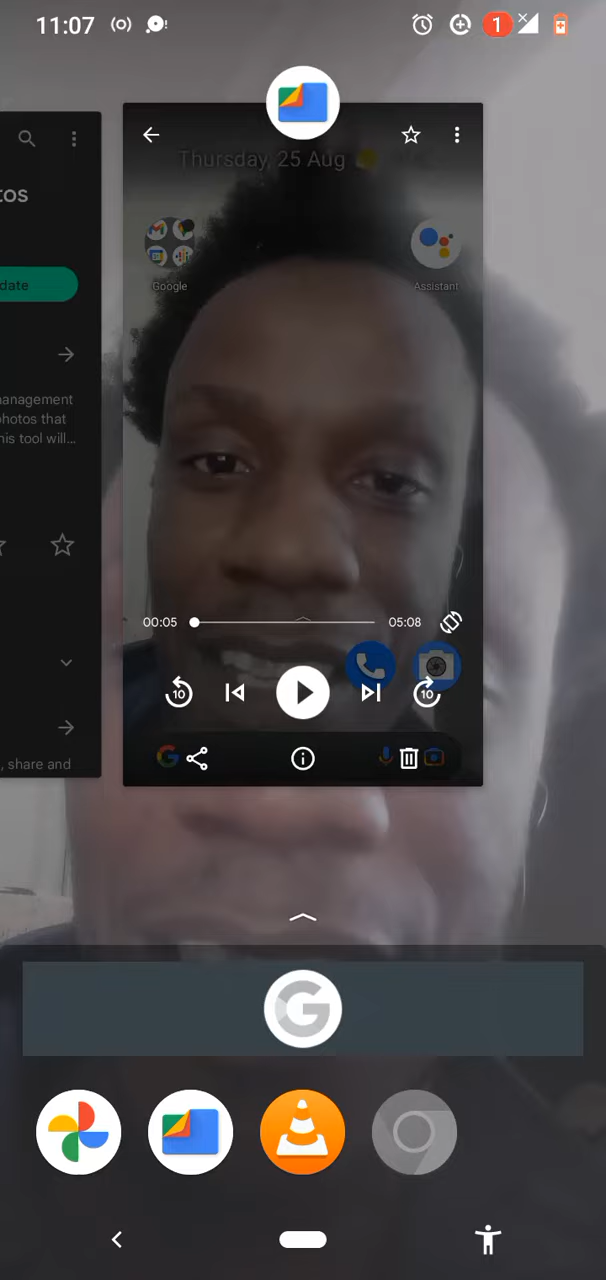 11:07
1
Thursday, 25 Aug
tos
Google
Assistant
date
anagement
hotos that
his tool will...
00:05
05:08
10
10
, share and